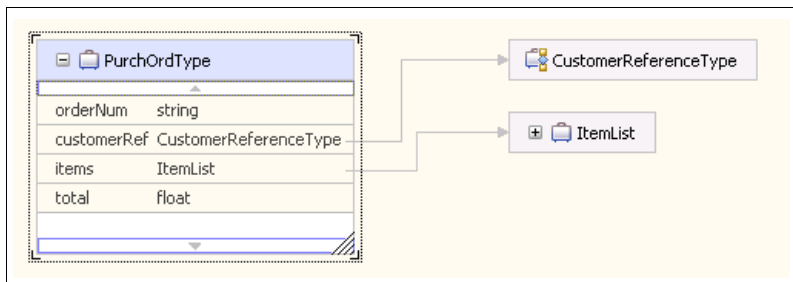 PurchOrdType
CustomerReferenceType
orderNum string
customerRef CustomerReferenceType
ItemList
items ItemList
total float